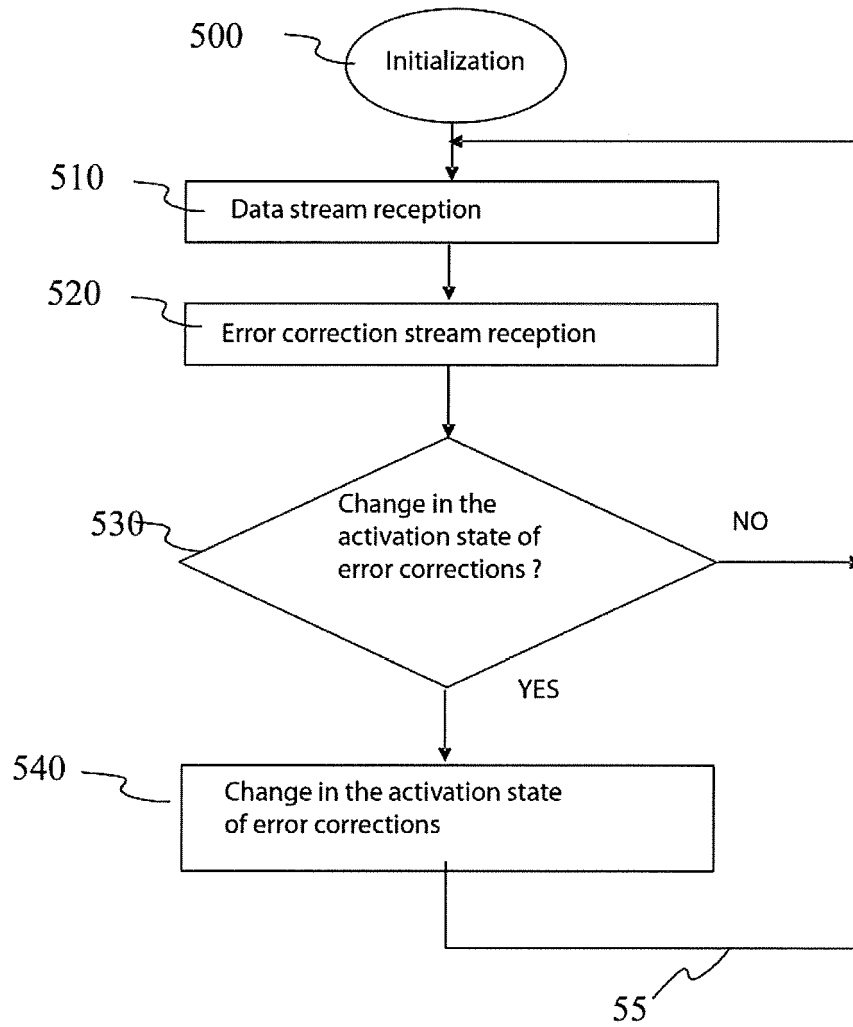 500
Initialization
510
Data stream reception
520
Error correction stream reception
530
Change in the
activation state of
error corrections ?
NO
YES
540
Change in the activation state
of error corrections
55